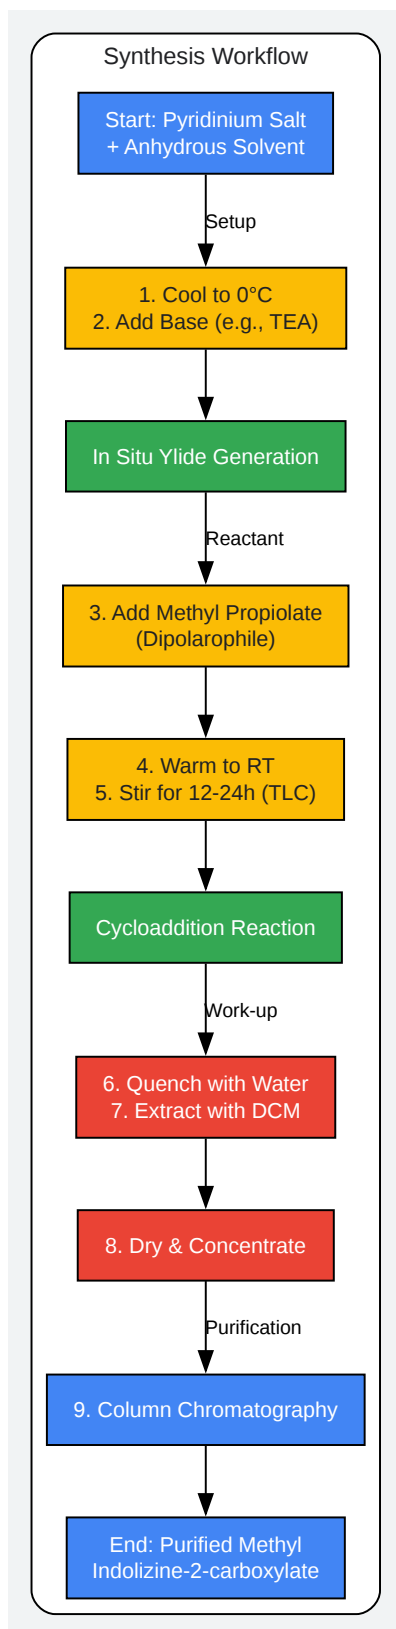 Synthesis Workflow
Start: Pyridinium Salt
+ Anhydrous Solvent
Setup
1. Cool to 0°C
2. Add Base (e.g., TEA)
In Situ Ylide Generation
Reactant
3. Add Methyl Propiolate
(Dipolarophile)
4. Warm to RT
5. Stir for 12-24h (TLC)
Cycloaddition Reaction
Work-up
6. Quench with Water
7. Extract with DCM
8. Dry & Concentrate
Purification
9. Column Chromatography
End: Purified Methyl
Indolizine-2-carboxylate